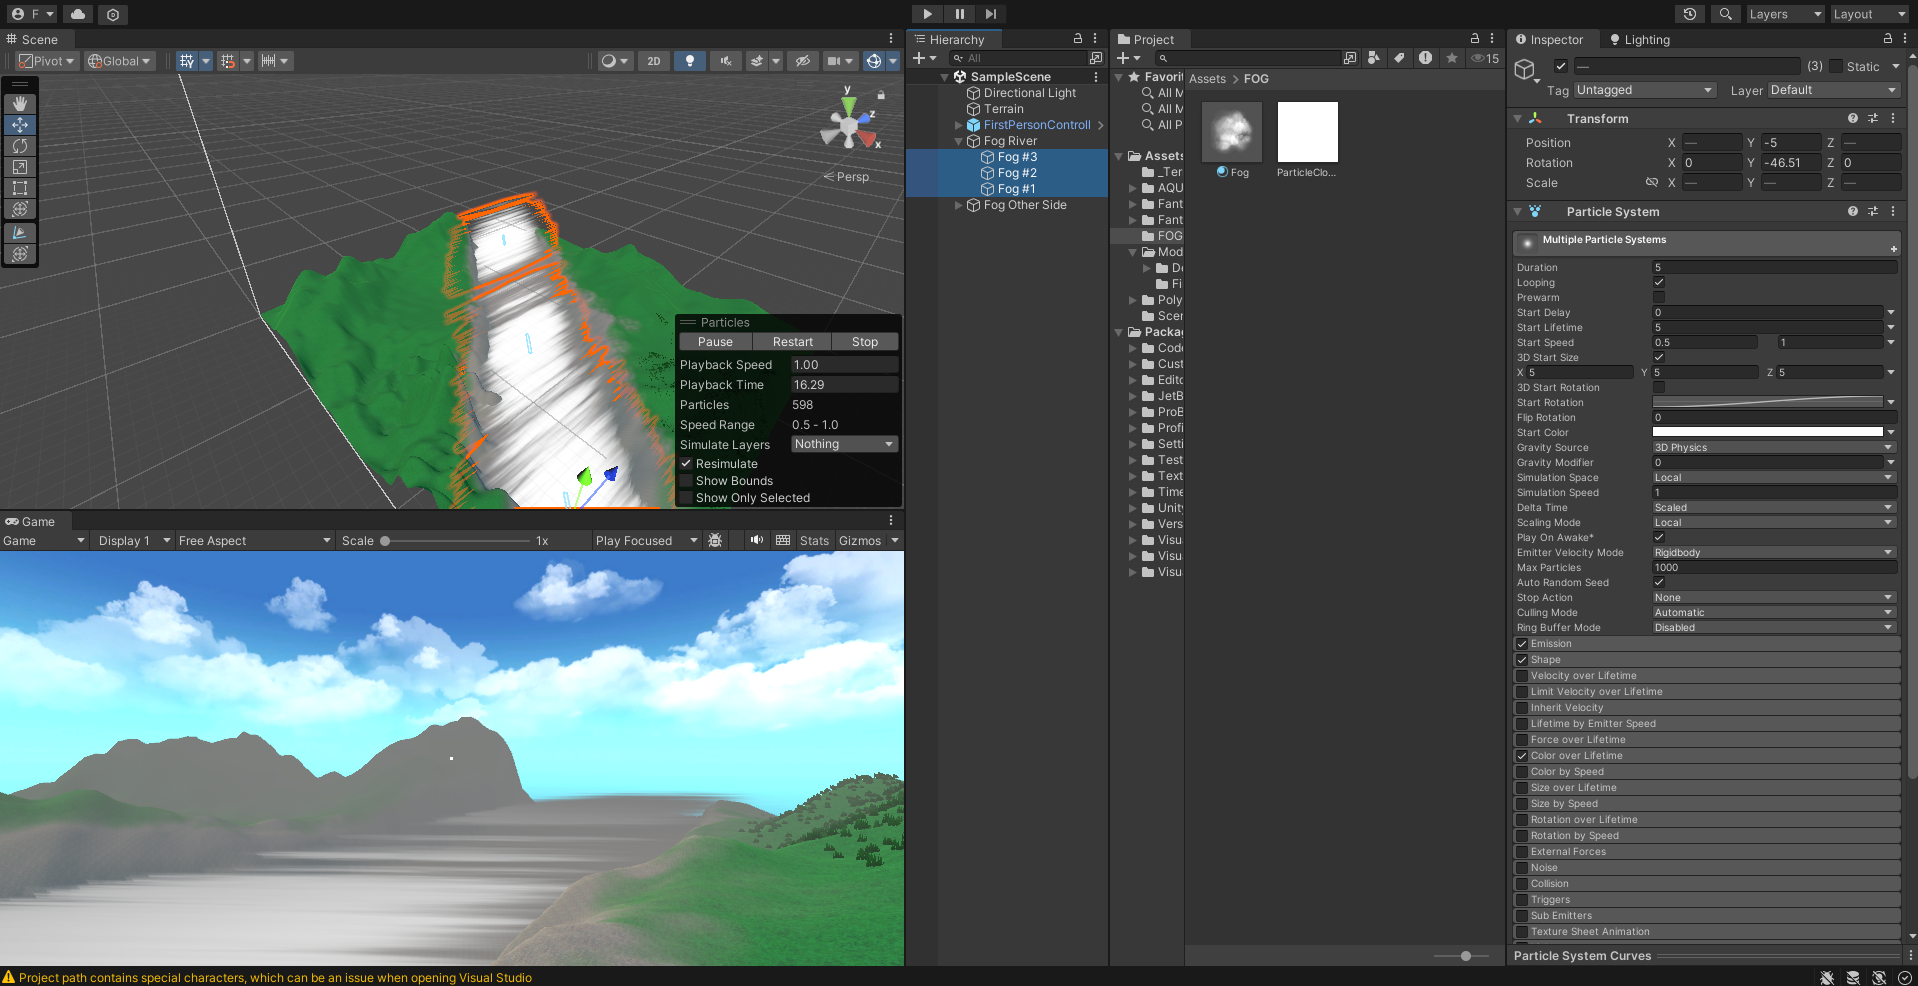 F
Layers
Layout
Scene
Pivot
Global
2D
y
z
x
Persp
Particles
Pause
Restart
Stop
Playback Speed
1.00
Playback Time
16.29
Particles
598
Speed Range
0.5 - 1.0
Simulate Layers
Nothing
Resimulate
Show Bounds
Show Only Selected
Game
Game
Display 1
Free Aspect
Scale
1x
Play Focused
Stats
Gizmos
Hierarchy
All
SampleScene
Directional Light
Terrain
FirstPersonControll
Fog River
Fog #3
Fog #2
Fog #1
Fog Other Side
Project
15
Favorit
All M
All M
All P
Assets
_Ter
AQU
Fant
Fant
FOG
Mod
De
Fi
Poly
Scen
Packag
Code
Cust
Edito
JetB
ProB
Profi
Setti
Test
Text
Time
Unity
Vers
Visua
Visua
Visua
Assets > FOG
Fog
ParticleClo...
Inspector
Lighting
—
(3)
Static
Tag
Untagged
Layer
Default
Transform
Position
X — Y -5 Z —
Rotation
X 0 Y -46.51 Z 0
Scale
X — Y — Z —
Particle System
Multiple Particle Systems
Duration
5
Looping
Prewarm
Start Delay
0
Start Lifetime
5
Start Speed
0.5
1
3D Start Size
X 5 Y 5 Z 5
3D Start Rotation
Start Rotation
Flip Rotation
0
Start Color
Gravity Source
3D Physics
Gravity Modifier
0
Simulation Space
Local
Simulation Speed
1
Delta Time
Scaled
Scaling Mode
Local
Play On Awake*
Emitter Velocity Mode
Rigidbody
Max Particles
1000
Auto Random Seed
Stop Action
None
Culling Mode
Automatic
Ring Buffer Mode
Disabled
Emission
Shape
Velocity over Lifetime
Limit Velocity over Lifetime
Inherit Velocity
Lifetime by Emitter Speed
Force over Lifetime
Color over Lifetime
Color by Speed
Size over Lifetime
Size by Speed
Rotation over Lifetime
Rotation by Speed
External Forces
Noise
Collision
Triggers
Sub Emitters
Texture Sheet Animation
Particle System Curves
Project path contains special characters, which can be an issue when opening Visual Studio